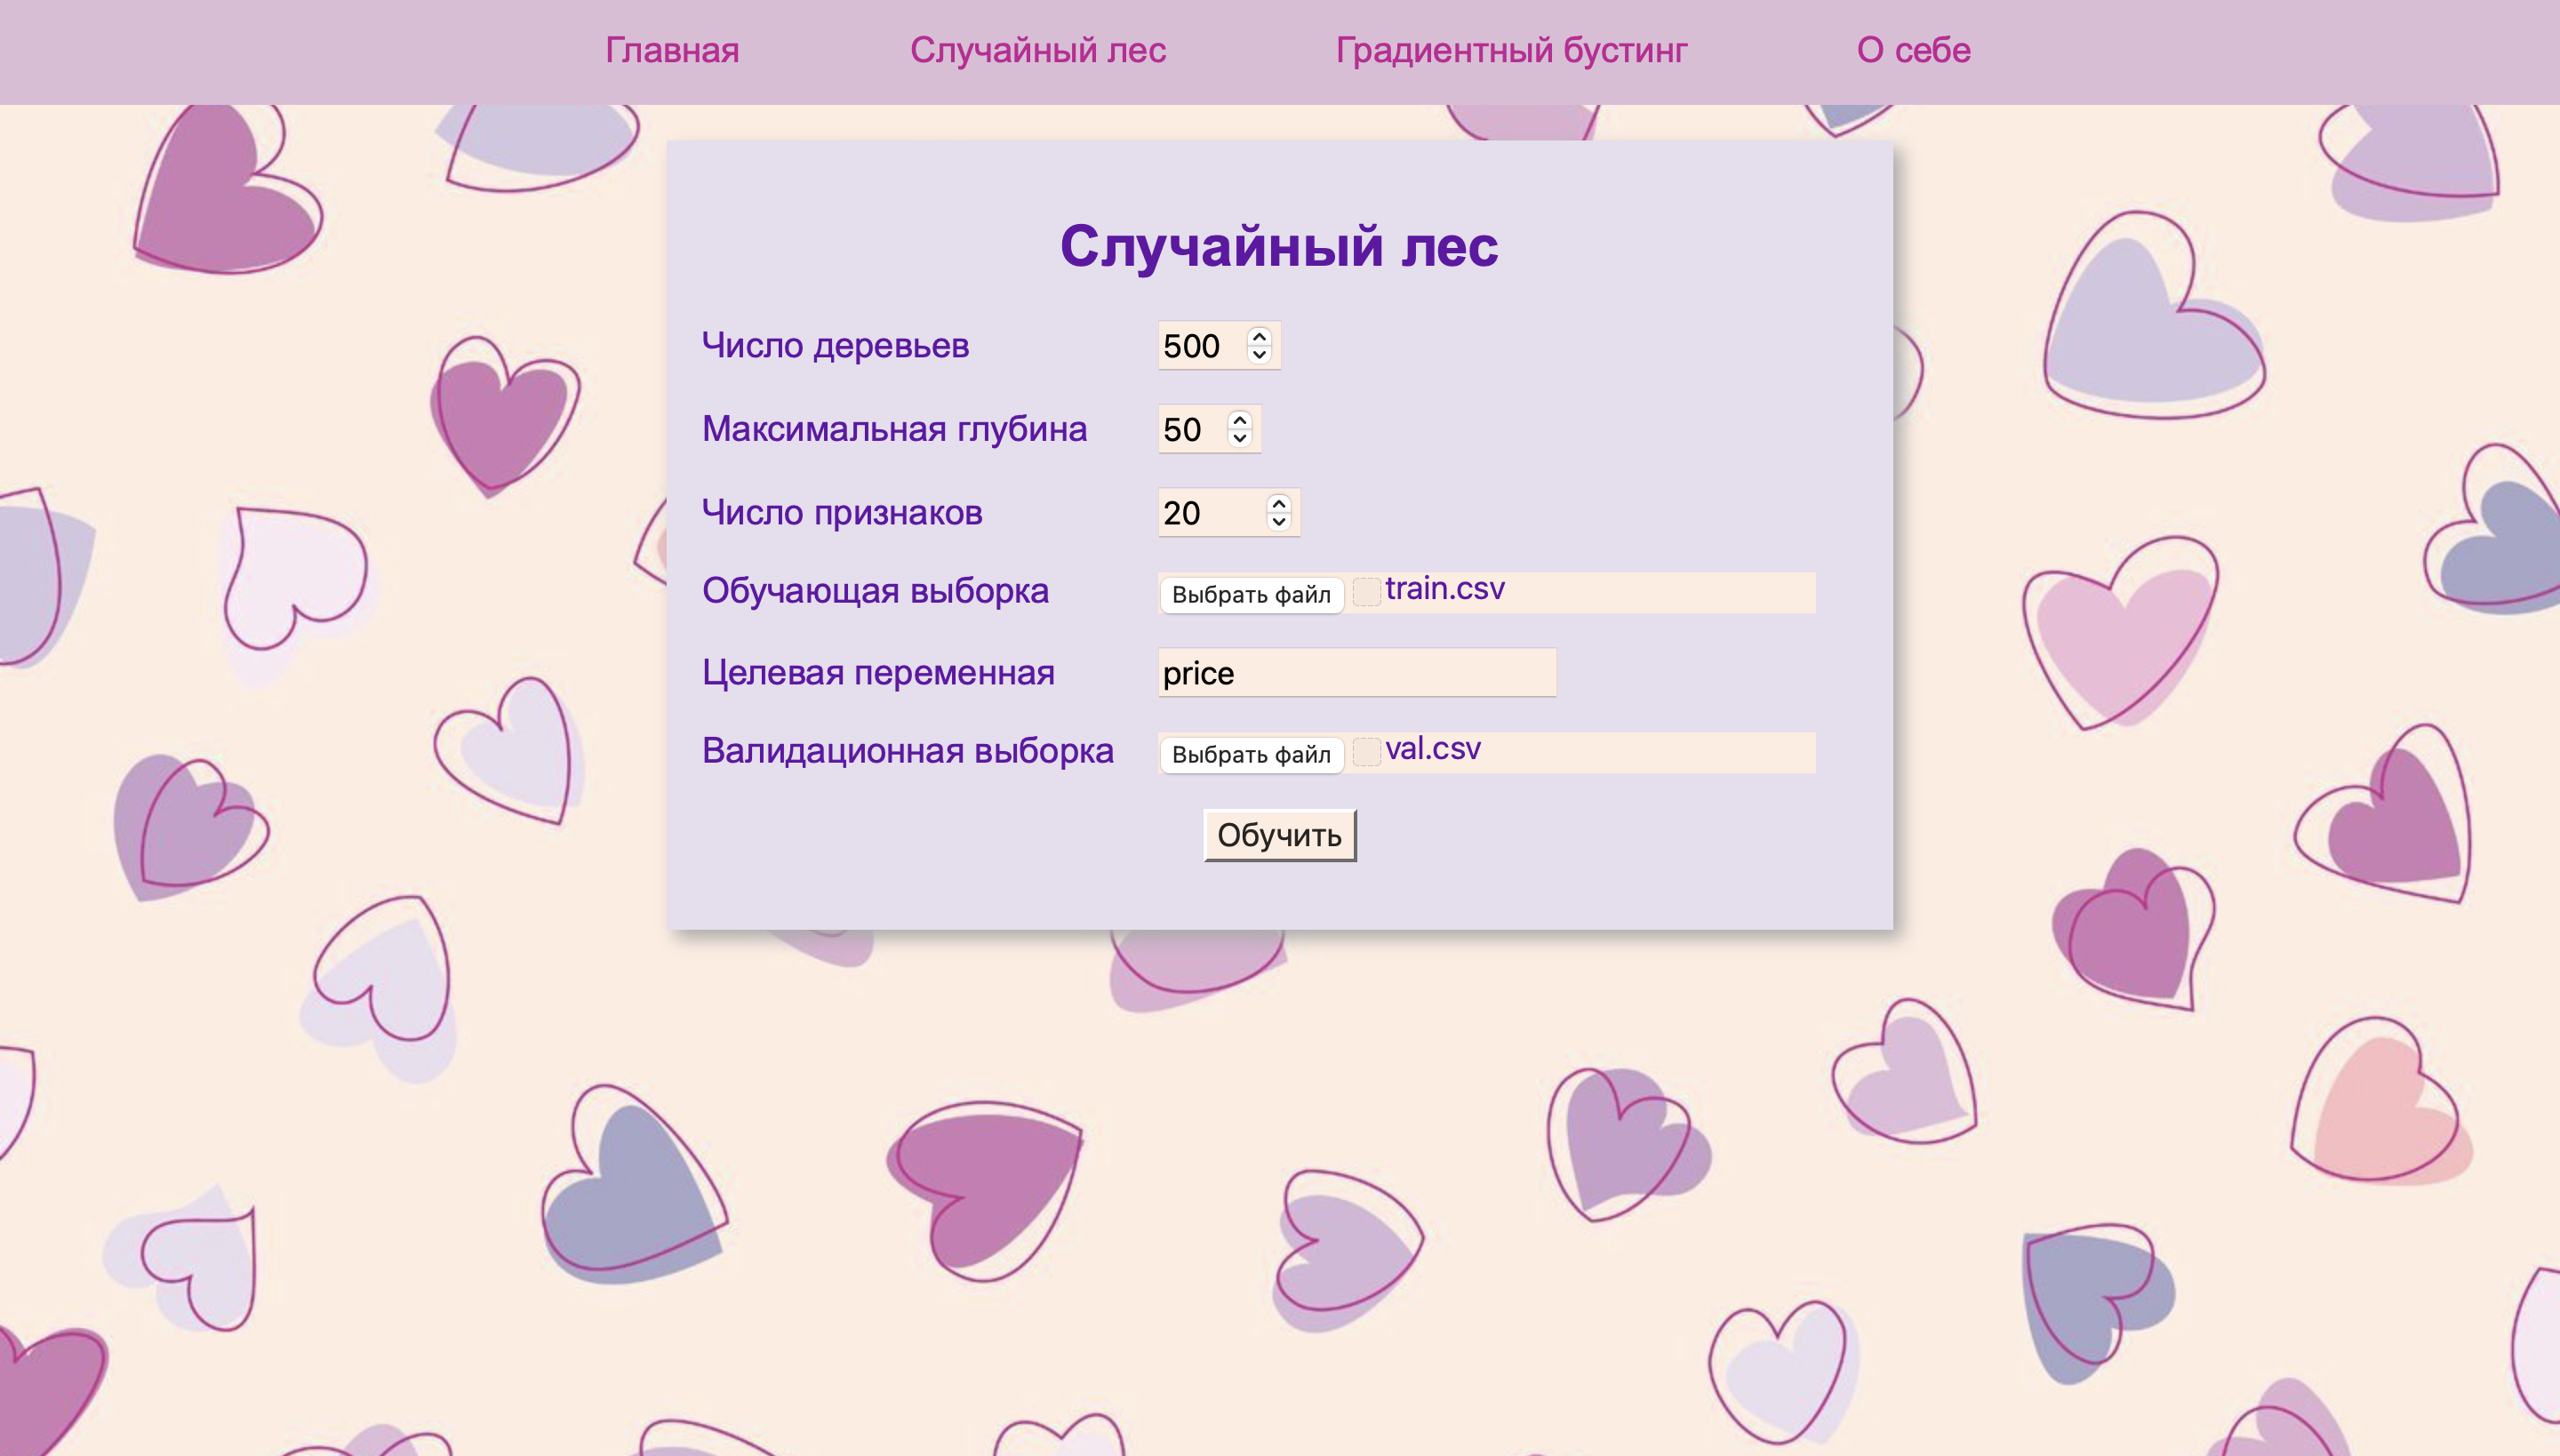 Главная Случайный лес Градиентный бустинг О себе
Случайный лес
Число деревьев 500
Максимальная глубина 50
Число признаков 20
Обучающая выборка Выбрать файл train.csv
Целевая переменная price
Валидационная выборка Выбрать файл val.csv
Обучить